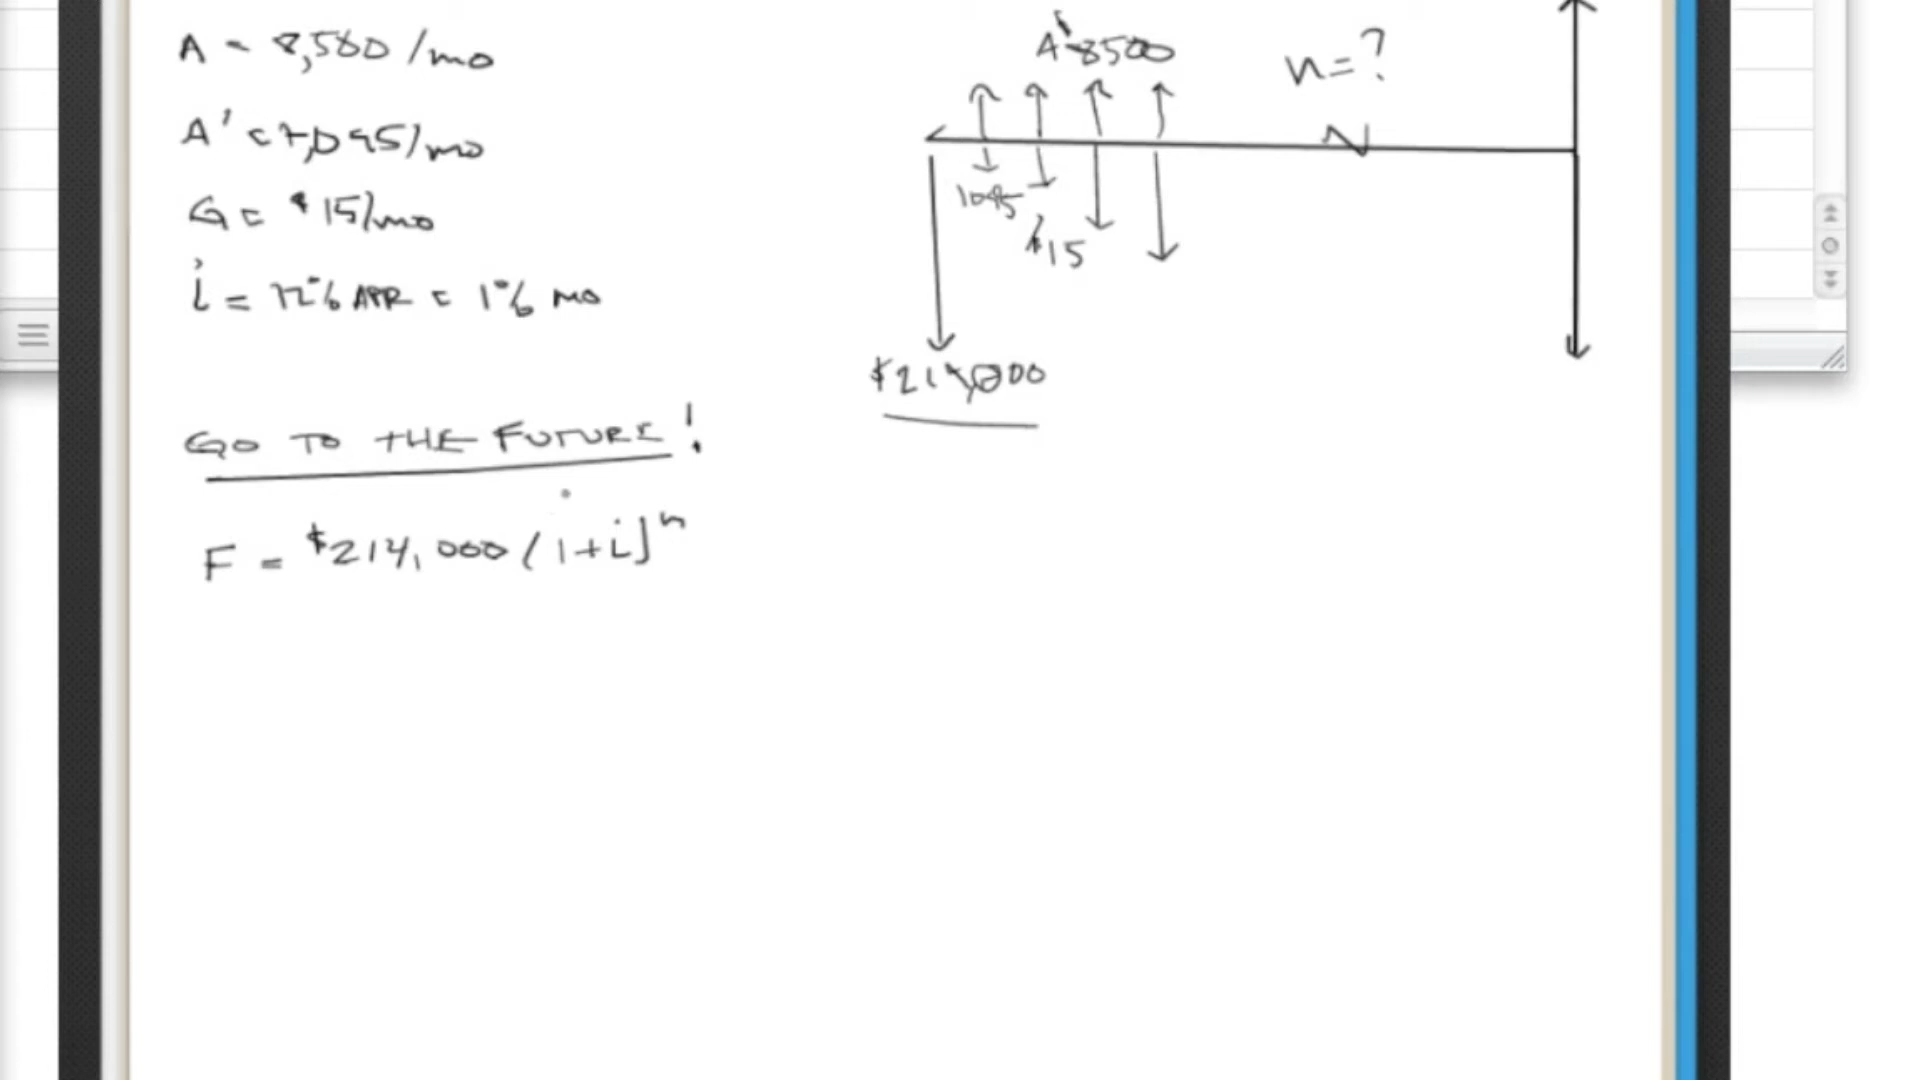 A = 8,500 /mo
A' = 7,095/mo
G = $15/mo
i = 12% APR = 1% mo
GO TO THE FUTURE!
F = $214,000 (1+i)^n
A 8500
n=?
1095
$15
$214,000